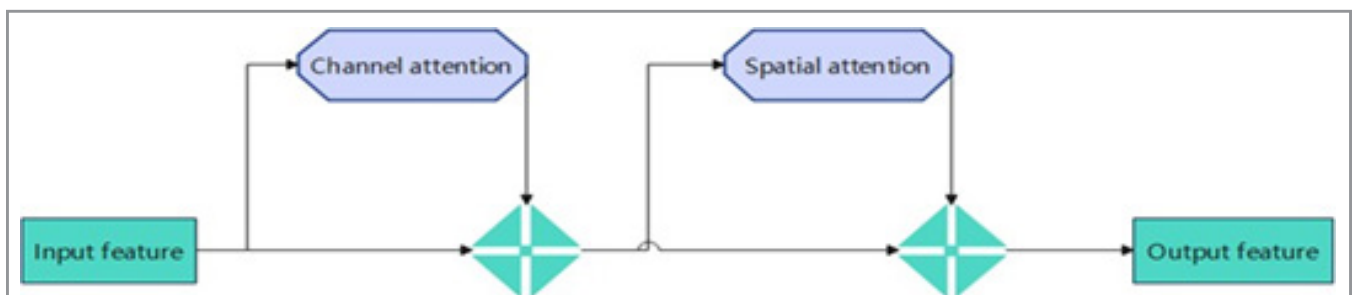 Channel attention
Spatial attention
Input feature
Output feature